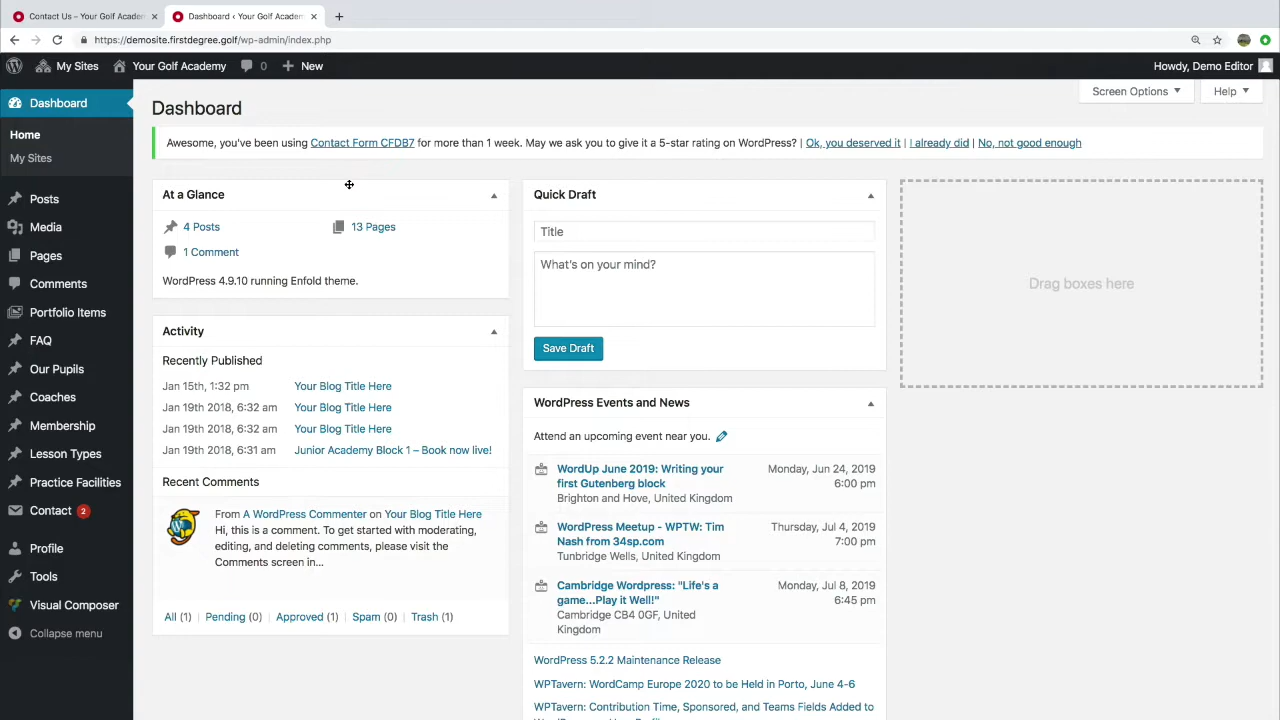 Contact Us – Your Golf Academ
Dashboard ‹ Your Golf Academ
https://demosite.firstdegree.golf/wp-admin/index.php
My Sites
Your Golf Academy
0
New
Howdy, Demo Editor
Dashboard
Home
My Sites
Posts
Media
Pages
Comments
Portfolio Items
FAQ
Our Pupils
Coaches
Membership
Lesson Types
Practice Facilities
Contact 2
Profile
Tools
Visual Composer
Collapse menu
Screen Options
Help
Dashboard
Awesome, you've been using Contact Form CFDB7 for more than 1 week. May we ask you to give it a 5-star rating on WordPress? | Ok, you deserved it | I already did | No, not good enough
At a Glance
4 Posts
13 Pages
1 Comment
WordPress 4.9.10 running Enfold theme.
Activity
Recently Published
Jan 15th, 1:32 pm Your Blog Title Here
Jan 19th 2018, 6:32 am Your Blog Title Here
Jan 19th 2018, 6:32 am Your Blog Title Here
Jan 19th 2018, 6:31 am Junior Academy Block 1 – Book now live!
Recent Comments
From A WordPress Commenter on Your Blog Title Here
Hi, this is a comment. To get started with moderating,
editing, and deleting comments, please visit the
Comments screen in...
All (1) | Pending (0) | Approved (1) | Spam (0) | Trash (1)
Quick Draft
Title
What's on your mind?
Save Draft
WordPress Events and News
Attend an upcoming event near you.
WordUp June 2019: Writing your
first Gutenberg block
Brighton and Hove, United Kingdom
Monday, Jun 24, 2019
6:00 pm
WordPress Meetup - WPTW: Tim
Nash from 34sp.com
Tunbridge Wells, United Kingdom
Thursday, Jul 4, 2019
7:00 pm
Cambridge Wordpress: "Life's a
game...Play it Well!"
Cambridge CB4 0GF, United
Kingdom
Monday, Jul 8, 2019
6:45 pm
WordPress 5.2.2 Maintenance Release
WPTavern: WordCamp Europe 2020 to be Held in Porto, June 4-6
WPTavern: Contribution Time, Sponsored, and Teams Fields Added to
Drag boxes here